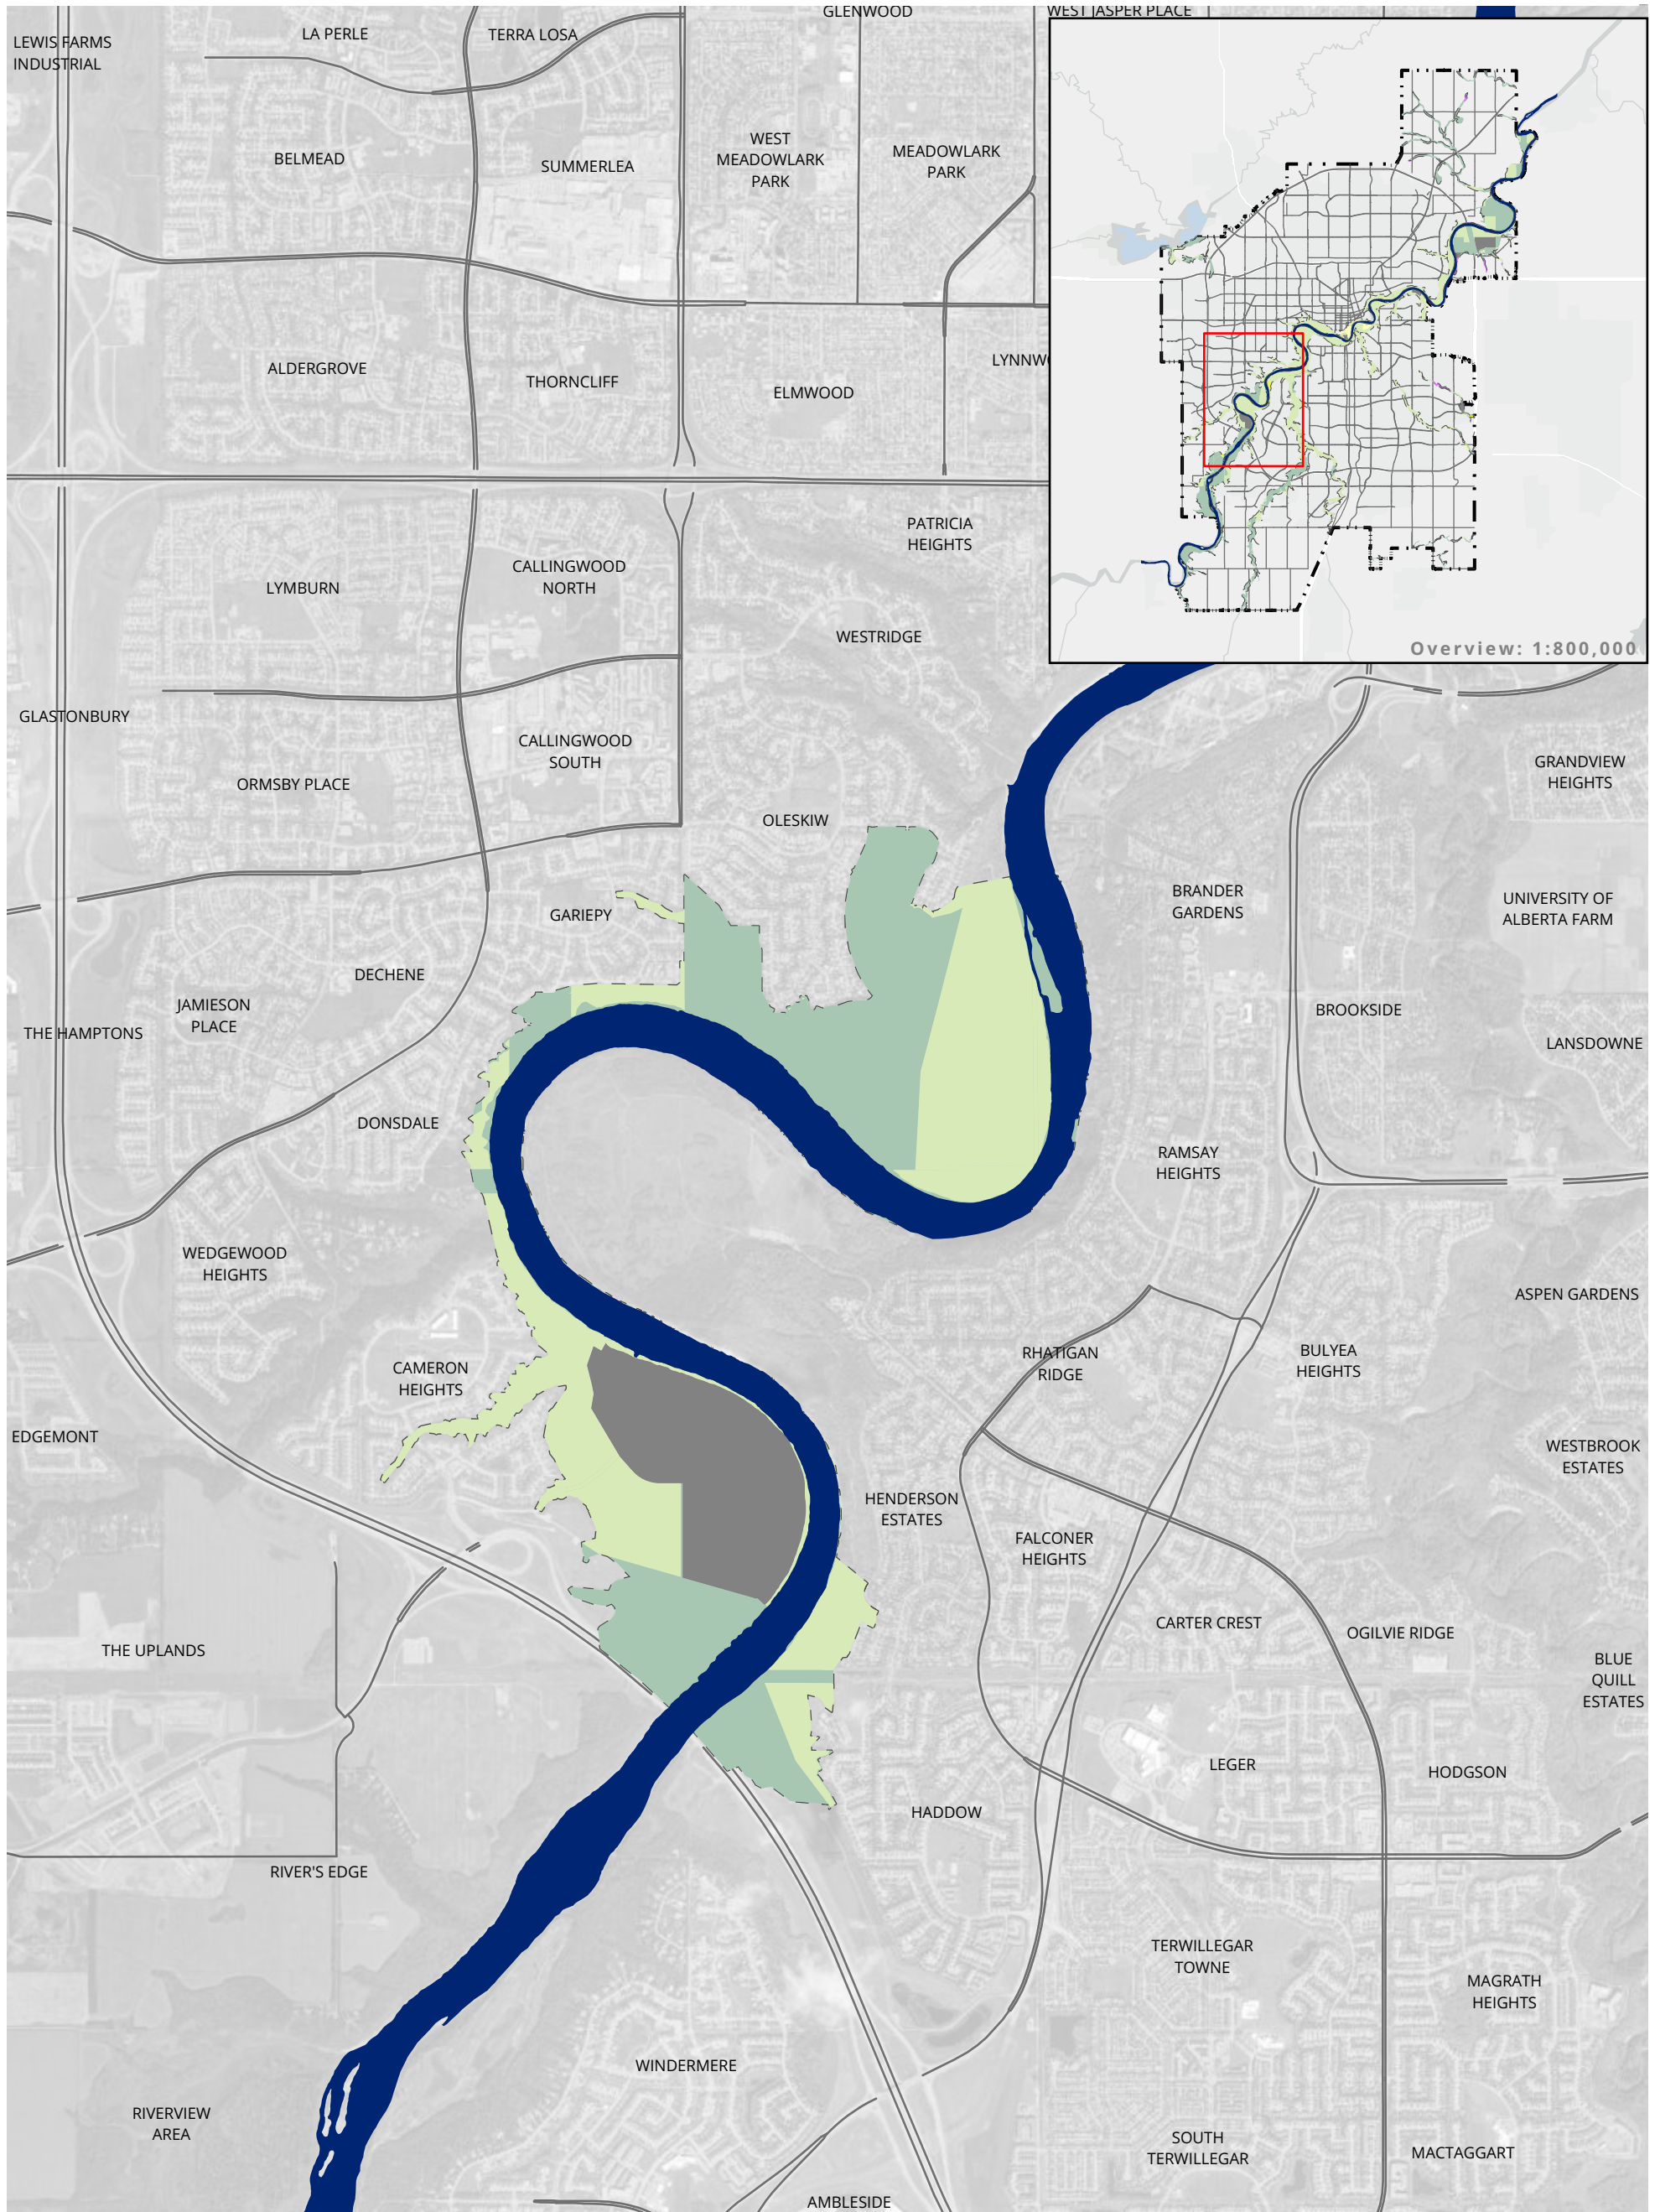 GLENWOOD
WEST JASPER PLACE
LEWIS FARMS
INDUSTRIAL
LA PERLE
TERRA LOSA
BELMEAD
SUMMERLEA
WEST
MEADOWLARK
PARK
MEADOWLARK
PARK
ALDERGROVE
THORNCLIFF
ELMWOOD
LYNNWO
Overview: 1:800,000
LYMBURN
CALLINGWOOD
NORTH
PATRICIA
HEIGHTS
WESTRIDGE
GLASTONBURY
ORMSBY PLACE
CALLINGWOOD
SOUTH
OLESKIW
GRANDVIEW
HEIGHTS
GARIEPY
BRANDER
GARDENS
UNIVERSITY OF
ALBERTA FARM
DECHENE
JAMIESON
PLACE
THE HAMPTONS
BROOKSIDE
LANSDOWNE
DONSDALE
RAMSAY
HEIGHTS
WEDGEWOOD
HEIGHTS
ASPEN GARDENS
CAMERON
HEIGHTS
RHATIGAN
RIDGE
BULYEA
HEIGHTS
EDGEMONT
WESTBROOK
ESTATES
HENDERSON
ESTATES
FALCONER
HEIGHTS
THE UPLANDS
CARTER CREST
OGILVIE RIDGE
BLUE
QUILL
ESTATES
LEGER
HODGSON
HADDOW
RIVER'S EDGE
TERWILLEGAR
TOWNE
MAGRATH
HEIGHTS
WINDERMERE
RIVERVIEW
AREA
SOUTH
TERWILLEGAR
MACTAGGART
AMBLESIDE